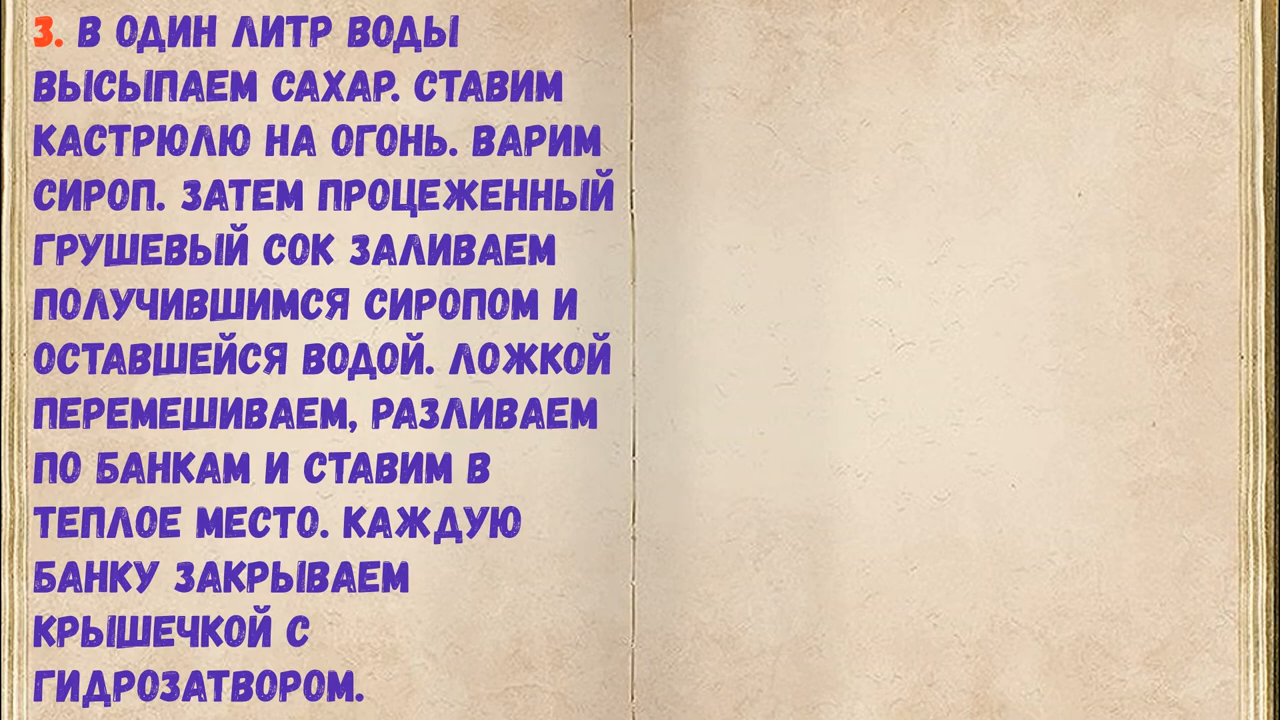 3. В ОДИН ЛИТР ВОДЫ
ВЫСЫПАЕМ САХАР. СТАВИМ
КАСТРЮЛЮ НА ОГОНЬ. ВАРИМ
СИРОП. ЗАТЕМ ПРОЦЕЖЕННЫЙ
ГРУШЕВЫЙ СОК ЗАЛИВАЕМ
ПОЛУЧИВШИМСЯ СИРОПОМ И
ОСТАВШЕЙСЯ ВОДОЙ. ЛОЖКОЙ
ПЕРЕМЕШИВАЕМ, РАЗЛИВАЕМ
ПО БАНКАМ И СТАВИМ В
ТЕПЛОЕ МЕСТО. КАЖДУЮ
БАНКУ ЗАКРЫВАЕМ
КРЫШЕЧКОЙ С
ГИДРОЗАТВОРОМ.